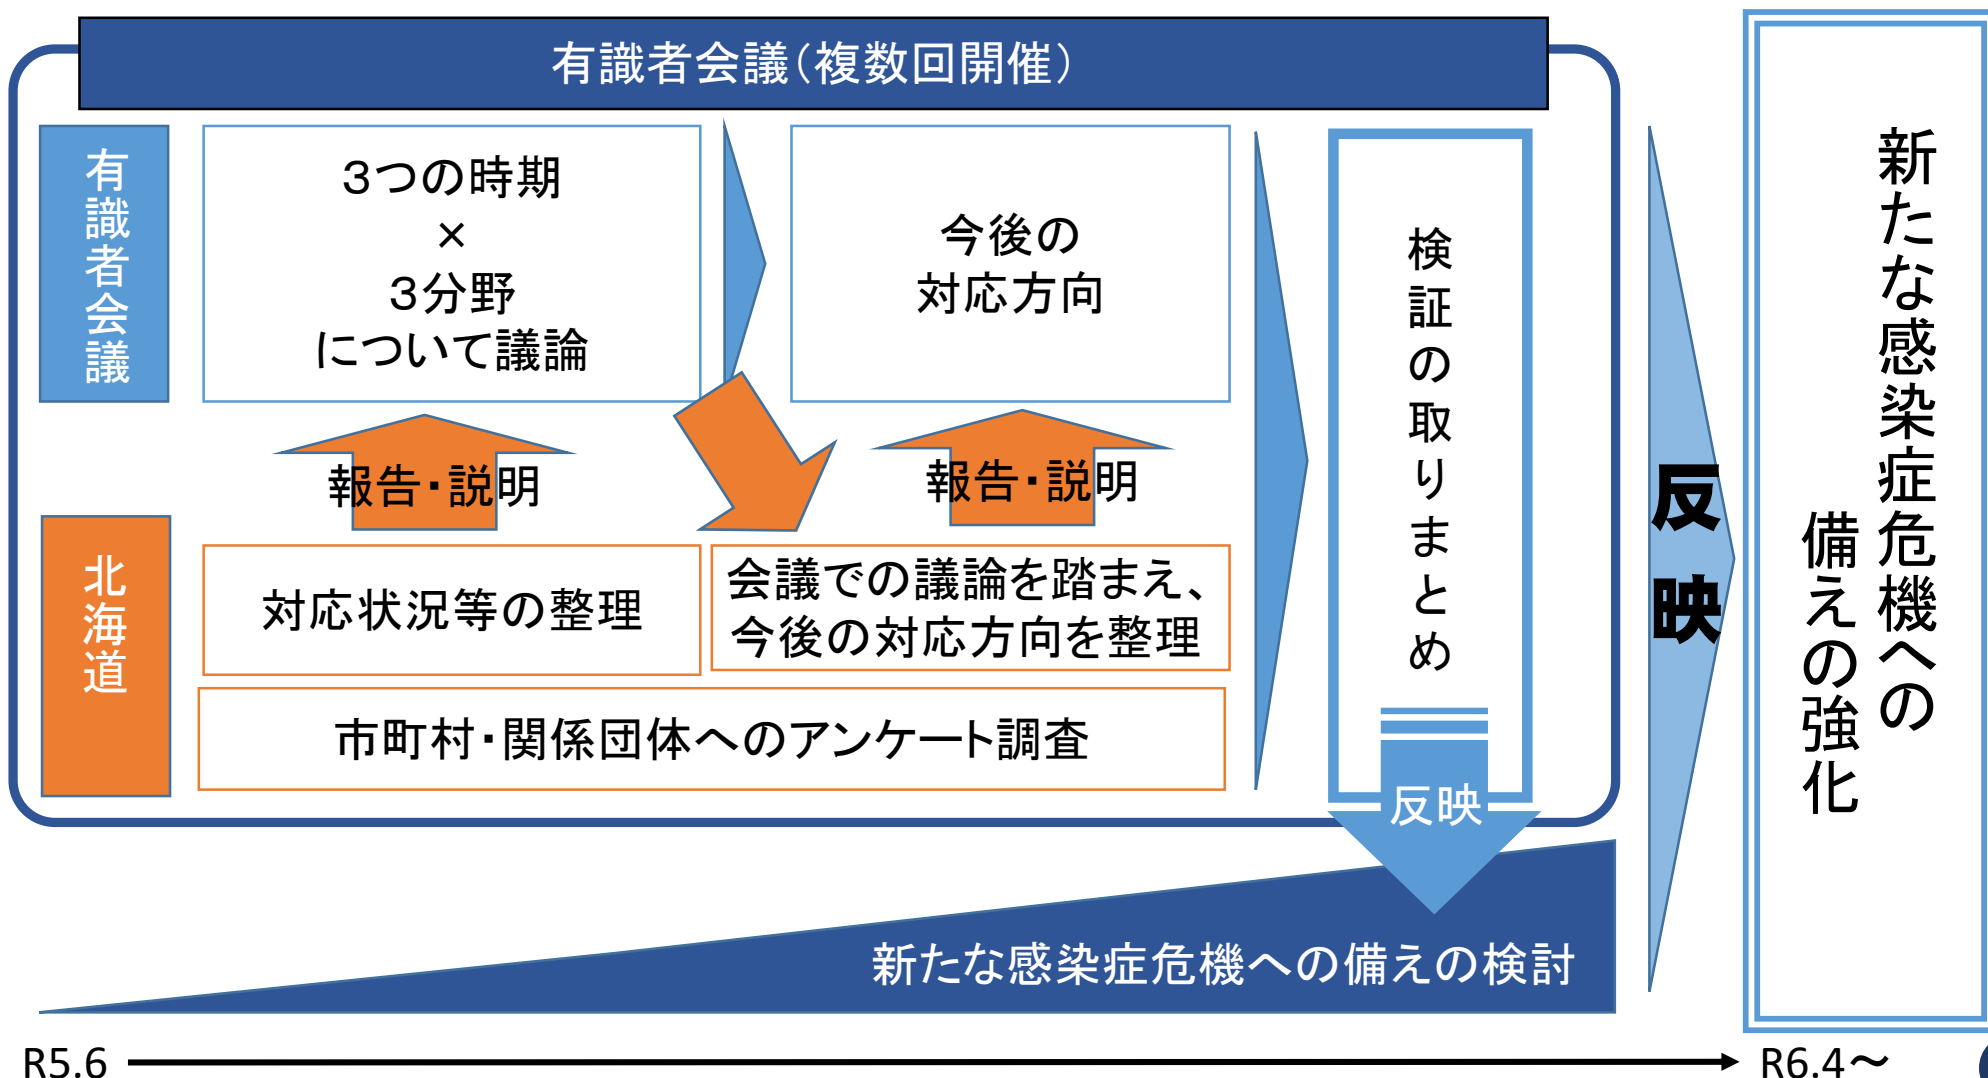 有識者会議（複数回開催）
有識者会議
３つの時期
×
３分野
について議論
今後の
対応方向
報告・説明
報告・説明
北海道
対応状況等の整理
会議での議論を踏まえ、
今後の対応方向を整理
市町村・関係団体へのアンケート調査
検証の取りまとめ
反映
新たな感染症危機への備えの検討
反映
新たな感染症危機への
備えの強化
R5.6
R6.4～